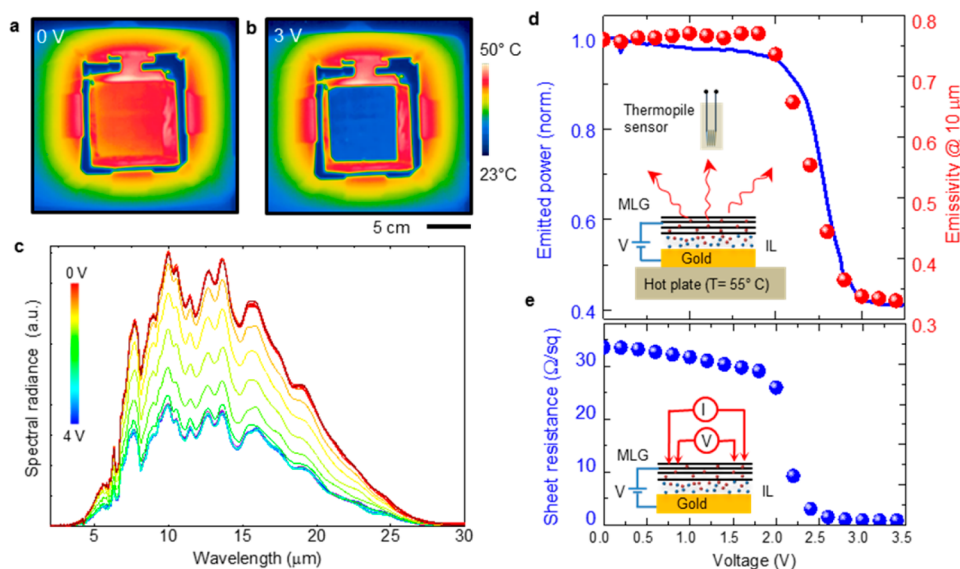 a
0 V
b
3 V
50° C
23°C
5 cm
c
0 V
4 V
Spectral radiance (a.u.)
5
10
15
20
25
30
Wavelength (μm)
d
Emitted power (norm.)
1.0
0.8
0.6
0.4
Thermopile
sensor
MLG
V
IL
Gold
Hot plate (T= 55° C)
0.8
0.7
0.6
0.5
0.4
0.3
Emissivity @ 10 μm
e
Sheet resistance (Ω/sq)
30
20
10
0
I
V
MLG
V
IL
Gold
0.0
0.5
1.0
1.5
2.0
2.5
3.0
3.5
Voltage (V)